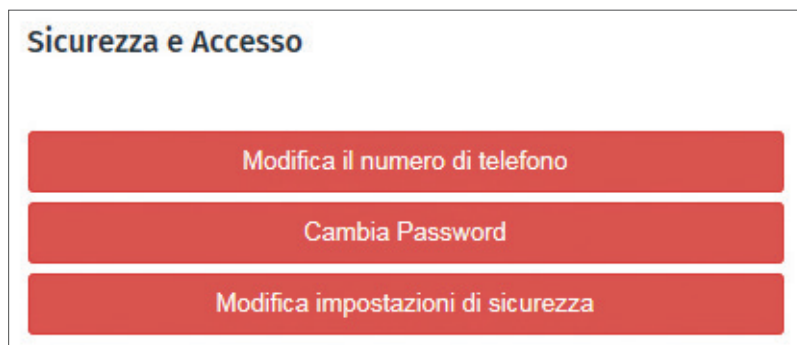 Sicurezza e Accesso
Modifica il numero di telefono
Cambia Password
Modifica impostazioni di sicurezza